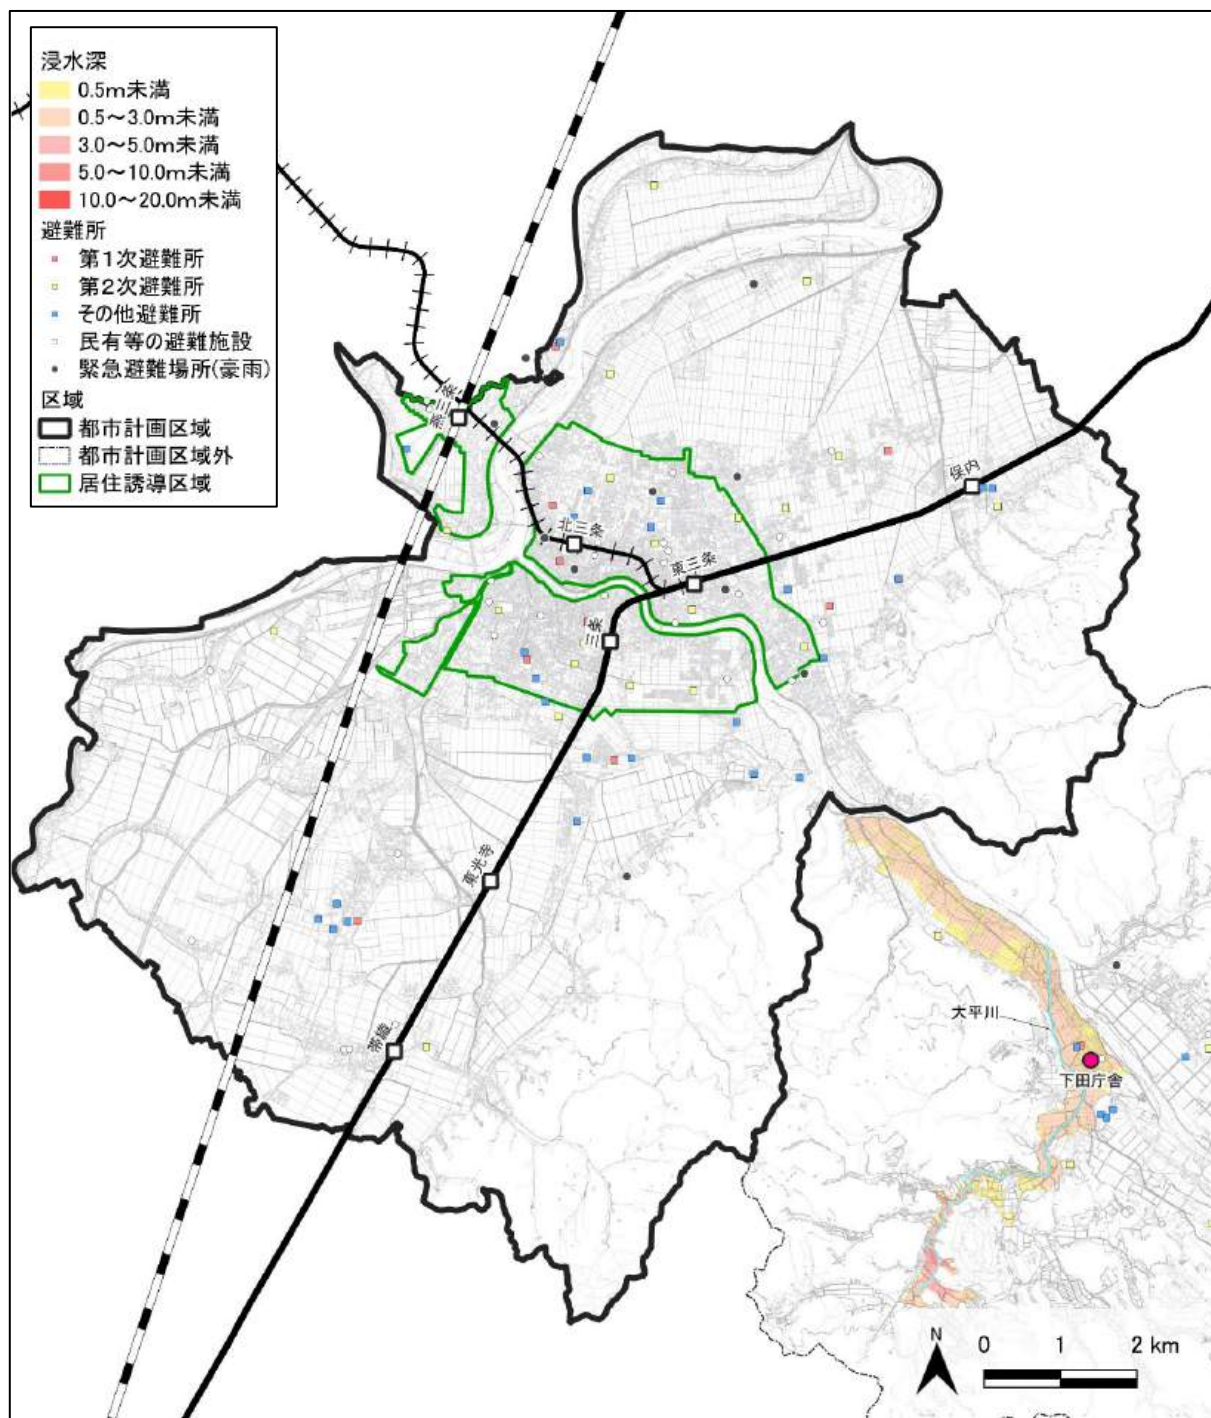 浸水深
0.5m未満
0.5～3.0m未満
3.0～5.0m未満
5.0～10.0m未満
10.0～20.0m未満
避難所
第1次避難所
第2次避難所
その他避難所
民有等の避難施設
緊急避難場所(豪雨)
区域
都市計画区域
都市計画区域外
居住誘導区域
燕三条
保内
北三条
東三条
三条
東光寺
帯織
大平川
下田庁舎
N
0 1 2 km